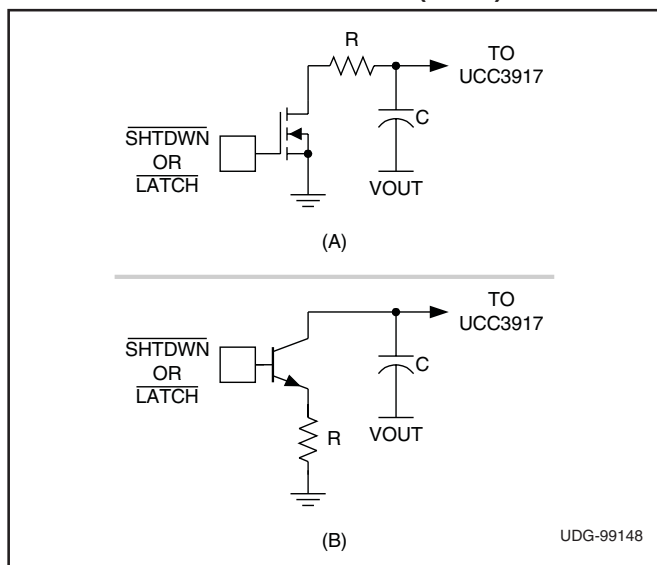 R
TO
UCC3917
SHTDWN
OR
LATCH
C
VOUT
(A)
TO
UCC3917
SHTDWN
OR
LATCH
C
R
VOUT
(B)
UDG-99148